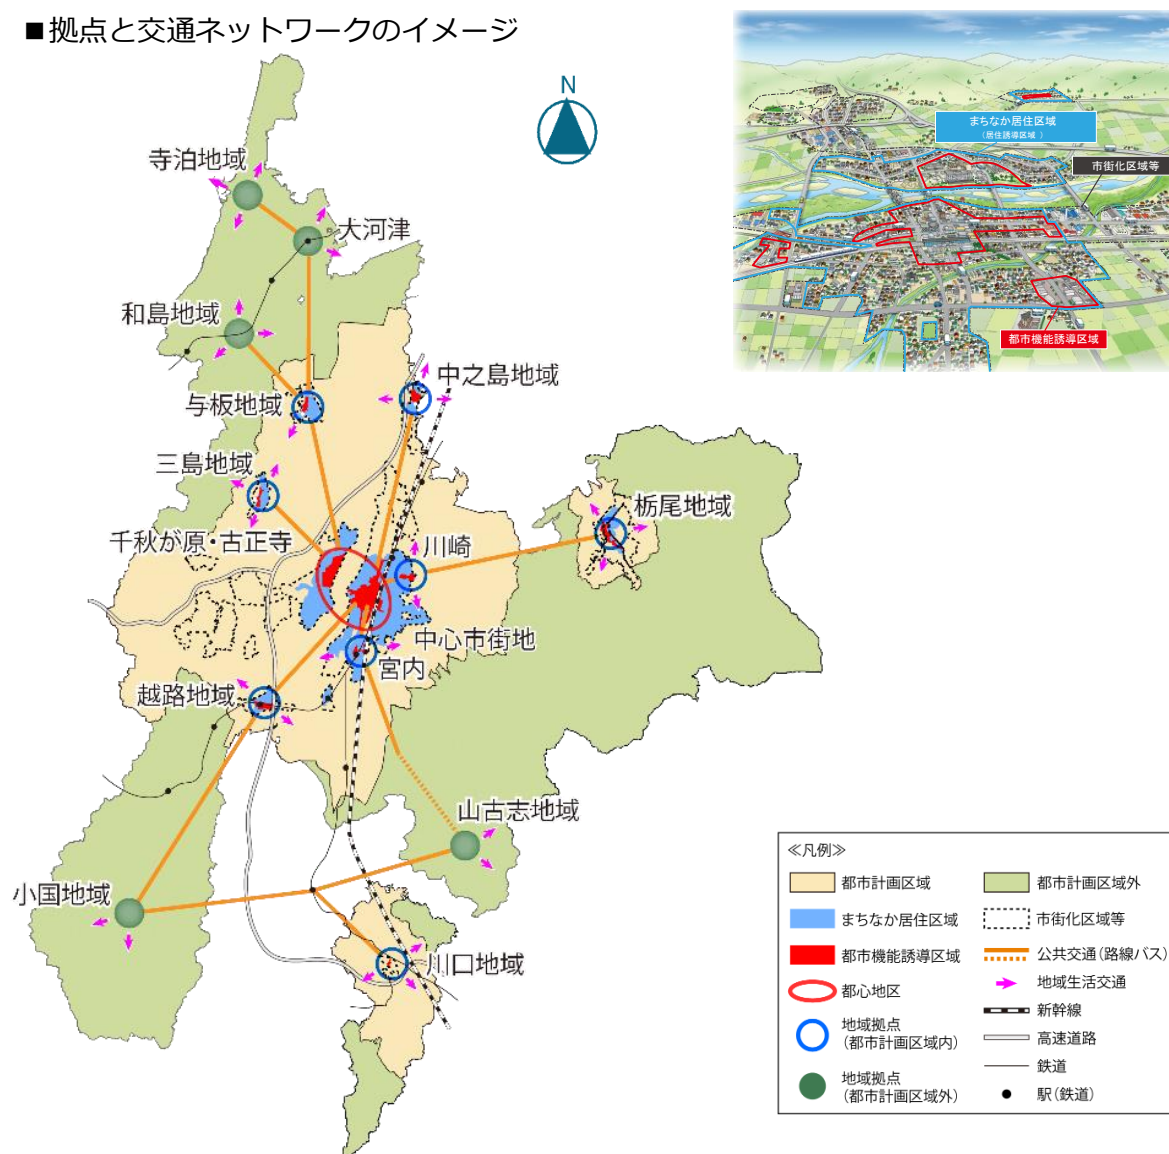 ■拠点と交通ネットワークのイメージ
N
まちなか居住区域
(居住誘導区域)
市街化区域等
都市機能誘導区域
寺泊地域
大河津
和島地域
中之島地域
与板地域
三島地域
栃尾地域
千秋が原・古正寺
川崎
中心市街地
宮内
越路地域
山古志地域
小国地域
川口地域
≪凡例≫
都市計画区域
都市計画区域外
まちなか居住区域
市街化区域等
都市機能誘導区域
公共交通(路線バス)
都心地区
地域生活交通
新幹線
地域拠点
(都市計画区域内)
高速道路
鉄道
地域拠点
(都市計画区域外)
駅(鉄道)